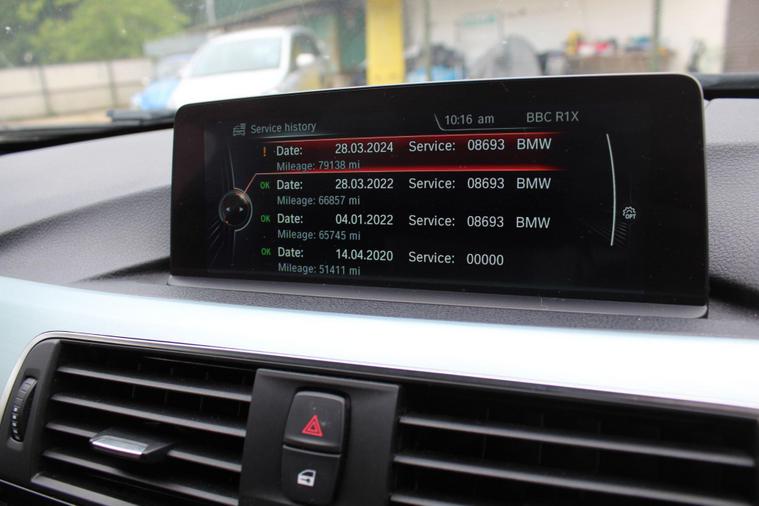 10:16 am BBC R1X
Service history
! Date: 28.03.2024 Service: 08693 BMW
Mileage: 79138 mi
OK Date: 28.03.2022 Service: 08693 BMW
Mileage: 66857 mi
OK Date: 04.01.2022 Service: 08693 BMW
Mileage: 65745 mi
OK Date: 14.04.2020 Service: 00000
Mileage: 51411 mi
OPT